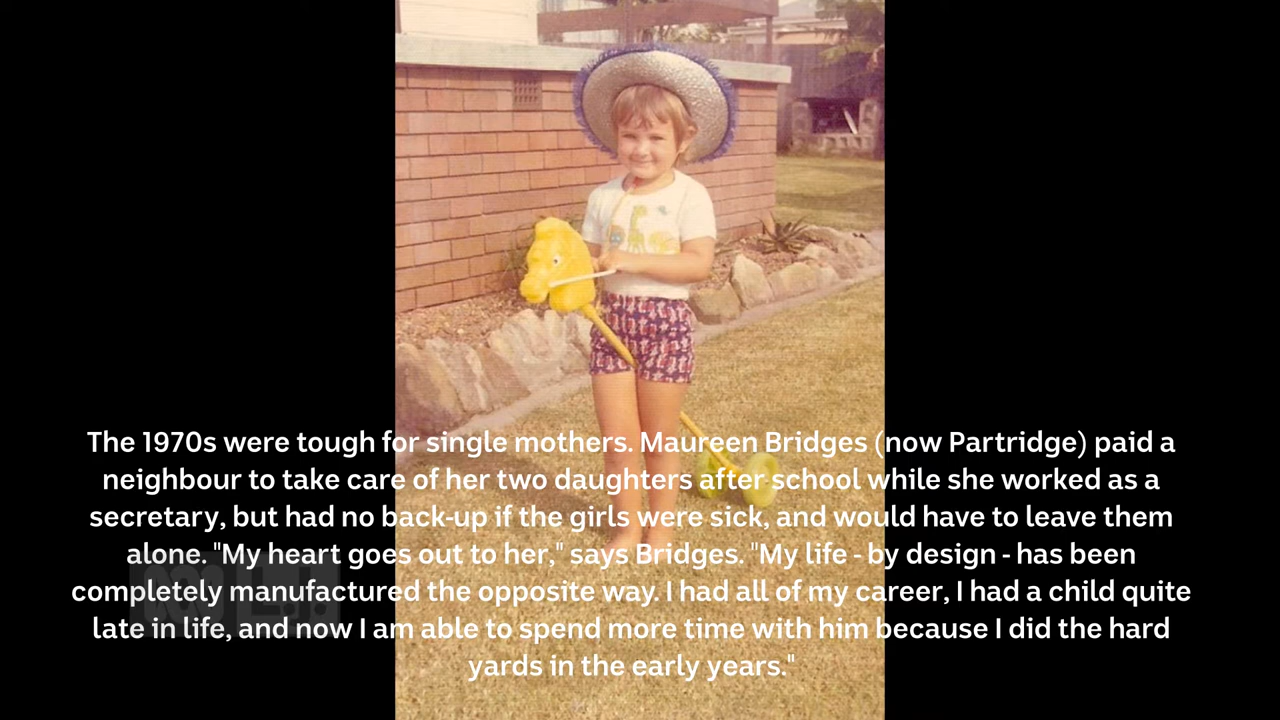 The 1970s were tough for single mothers. Maureen Bridges (now Partridge) paid a
neighbour to take care of her two daughters after school while she worked as a
secretary, but had no back-up if the girls were sick, and would have to leave them
alone. "My heart goes out to her," says Bridges. "My life - by design - has been
completely manufactured the opposite way. I had all of my career, I had a child quite
late in life, and now I am able to spend more time with him because I did the hard
yards in the early years."